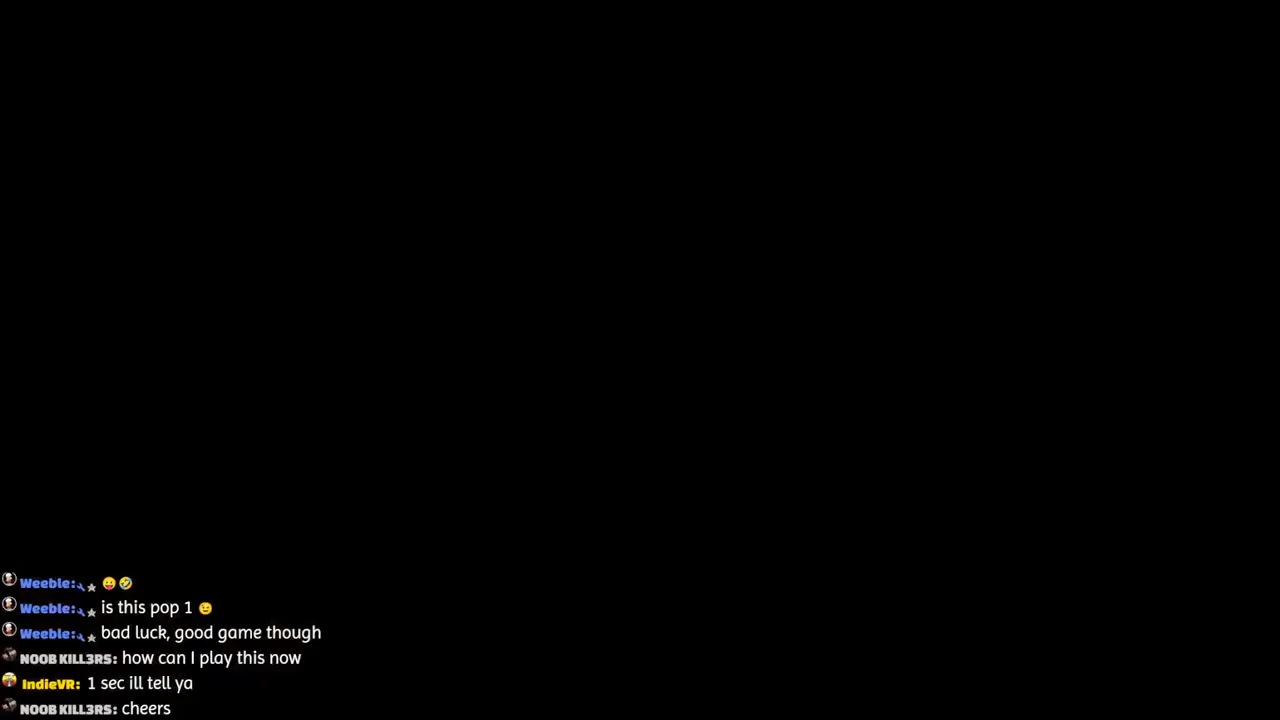 Weeble: 😛🤣
Weeble: is this pop 1 😉
Weeble: bad luck, good game though
NOOB KILL3RS: how can I play this now
IndieVR: 1 sec ill tell ya
NOOB KILL3RS: cheers